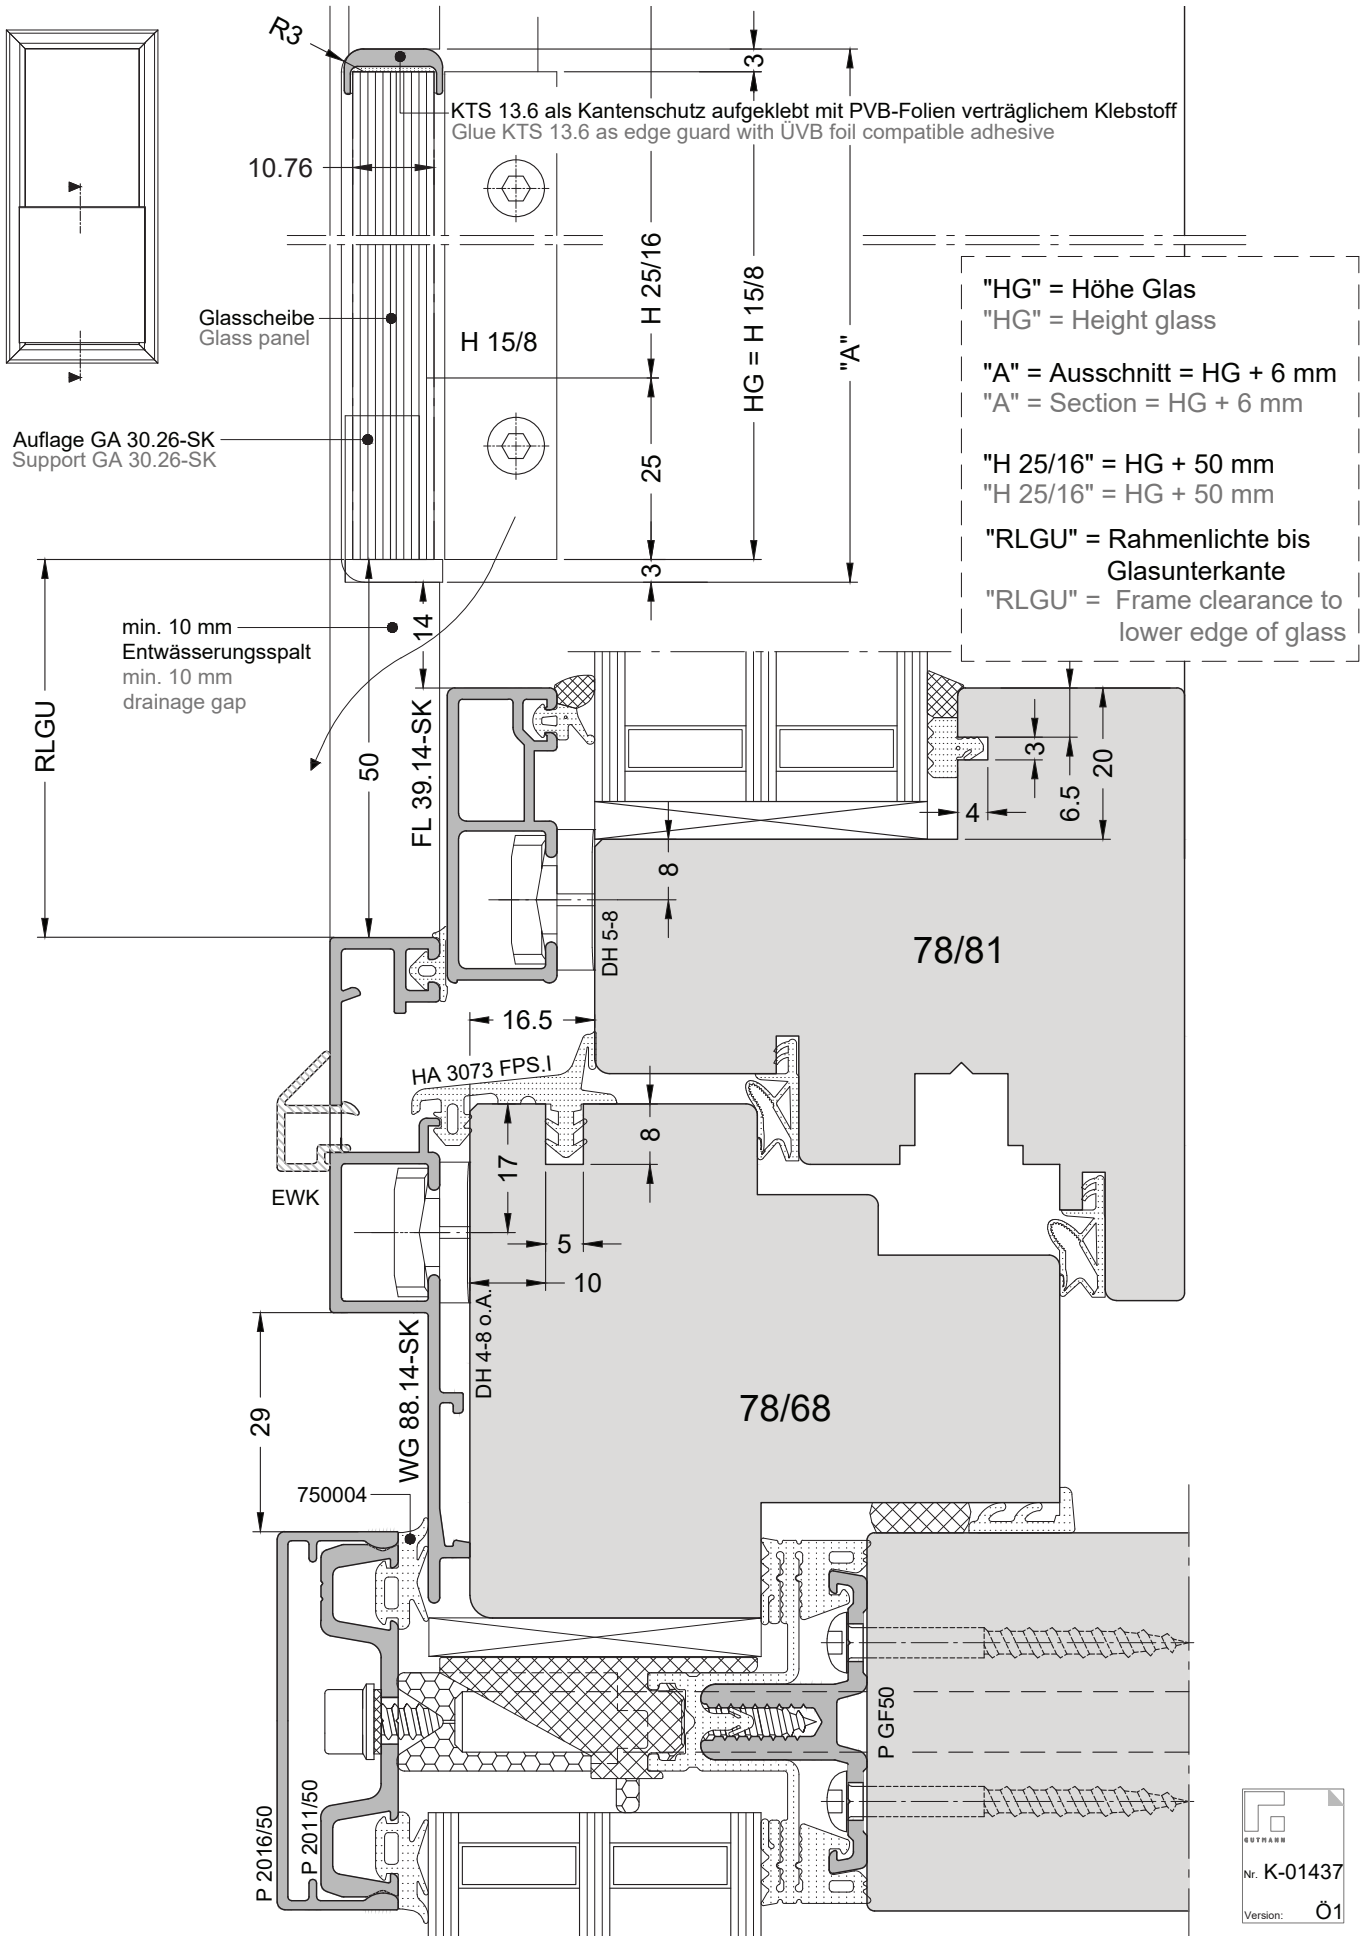 R3
3
KTS 13.6 als Kantenschutz aufgeklebt mit PVB-Folien verträglichem Klebstoff
Glue KTS 13.6 as edge guard with ÜVB foil compatible adhesive
10.76
H 25/16
HG = H 15/8
"A"
Glasscheibe
Glass panel
H 15/8
"HG" = Höhe Glas
"HG" = Height glass
"A" = Ausschnitt = HG + 6 mm
"A" = Section = HG + 6 mm
"H 25/16" = HG + 50 mm
"H 25/16" = HG + 50 mm
"RLGU" = Rahmenlichte bis
Glasunterkante
"RLGU" = Frame clearance to
lower edge of glass
Auflage GA 30.26-SK
Support GA 30.26-SK
25
3
14
min. 10 mm
Entwässerungsspalt
min. 10 mm
drainage gap
RLGU
50
FL 39.14-SK
3
20
6.5
4
8
DH 5-8
78/81
16.5
HA 3073 FPS.I
8
17
EWK
5
10
DH 4-8 o.A.
29
WG 88.14-SK
78/68
750004
P GF50
P 2016/50
P 2011/50
GUTMANN
Nr. K-01437
Version: Ö1